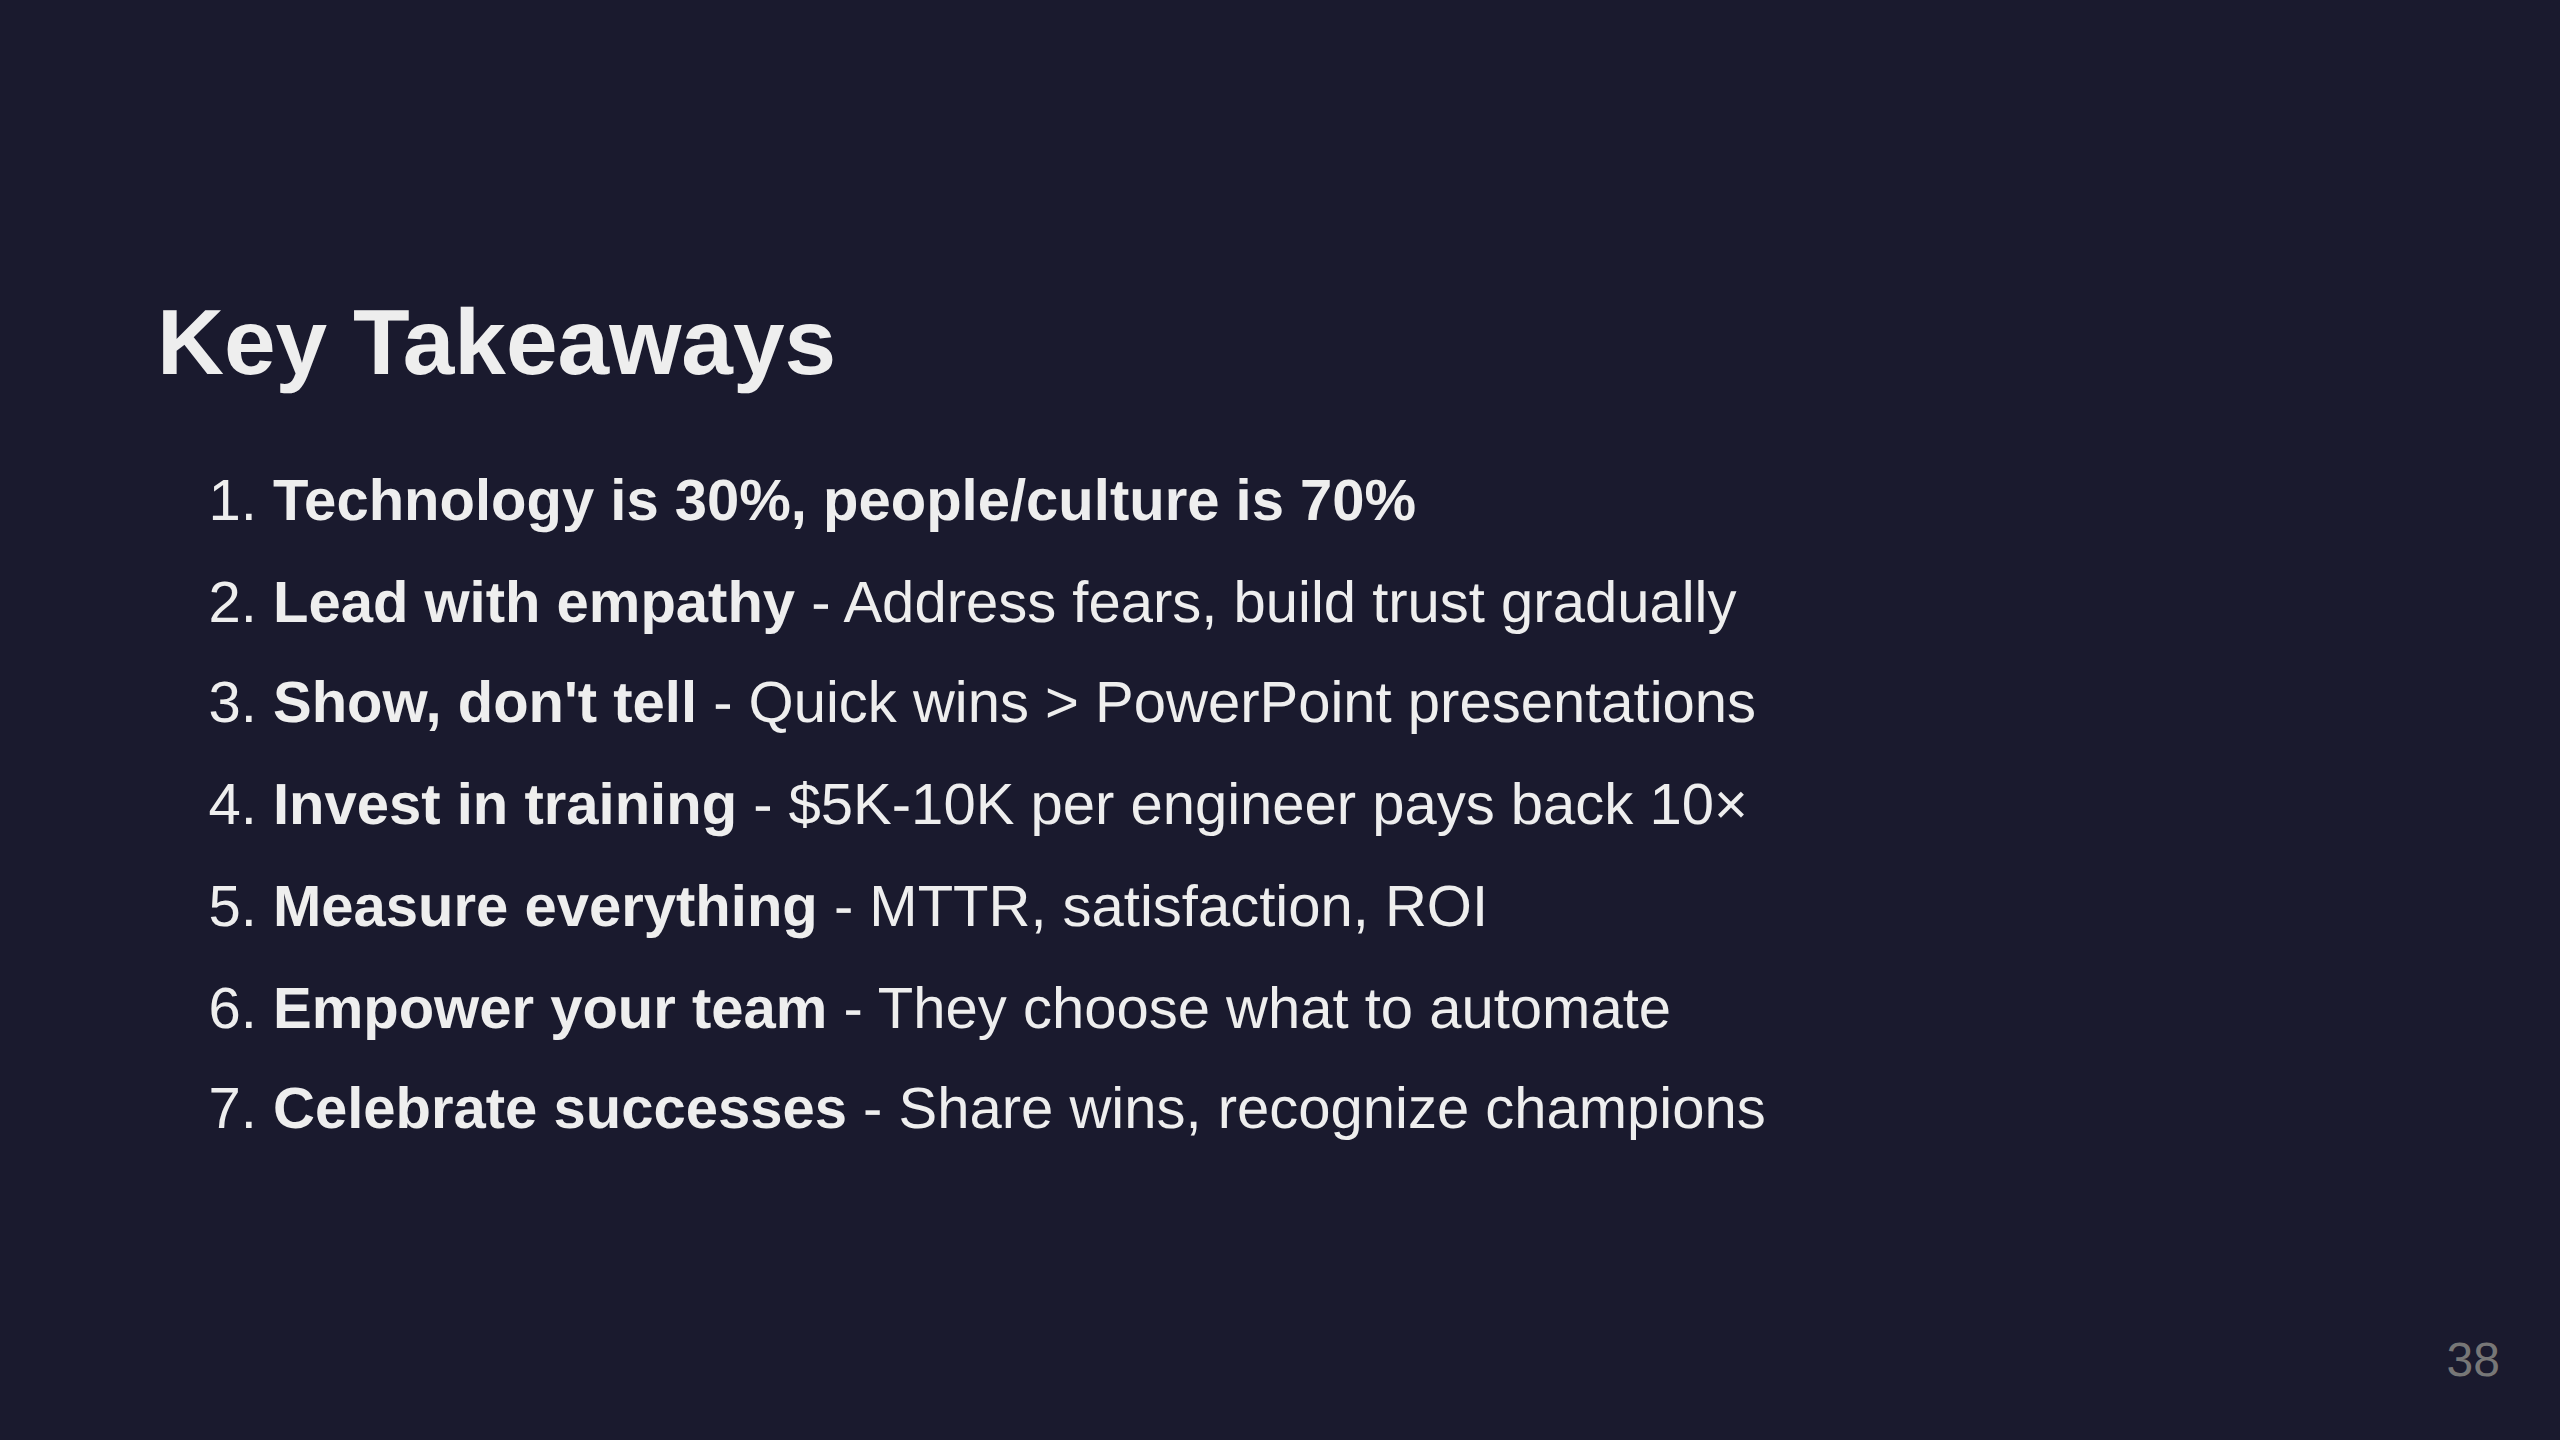 Key Takeaways
1. Technology is 30%, people/culture is 70%
2. Lead with empathy - Address fears, build trust gradually
3. Show, don't tell - Quick wins > PowerPoint presentations
4. Invest in training - $5K-10K per engineer pays back 10×
5. Measure everything - MTTR, satisfaction, ROI
6. Empower your team - They choose what to automate
7. Celebrate successes - Share wins, recognize champions
38